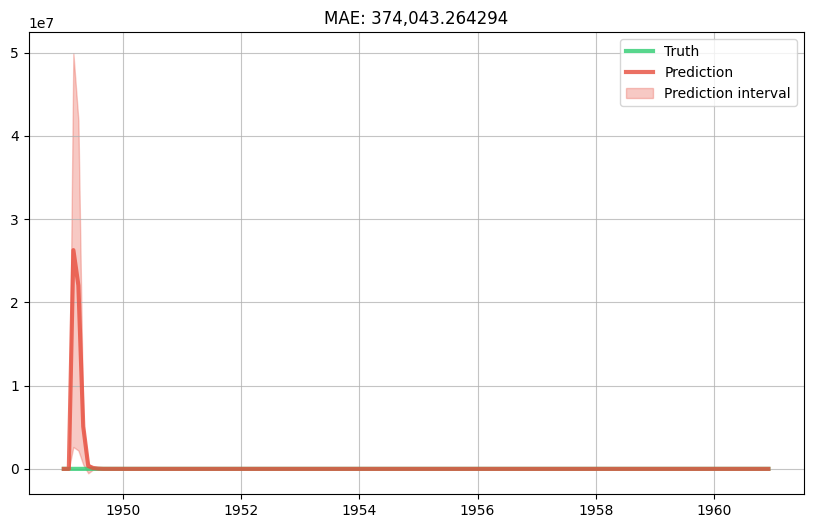 MAE: 374,043.264294
1e7
Truth
Prediction
Prediction interval
5
4
3
2
1
0
1950 1952 1954 1956 1958 1960